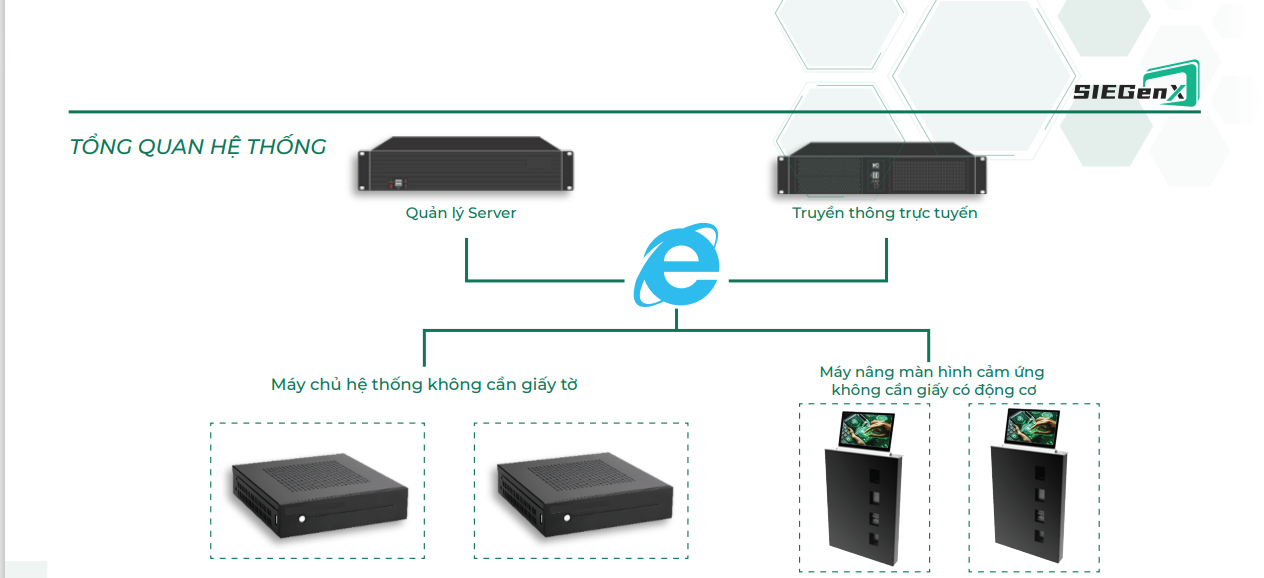 SIEGenX
TỔNG QUAN HỆ THỐNG
Quản lý Server
Truyền thông trực tuyến
Máy chủ hệ thống không cần giấy tờ
Máy nâng màn hình cảm ứng
không cần giấy có động cơ